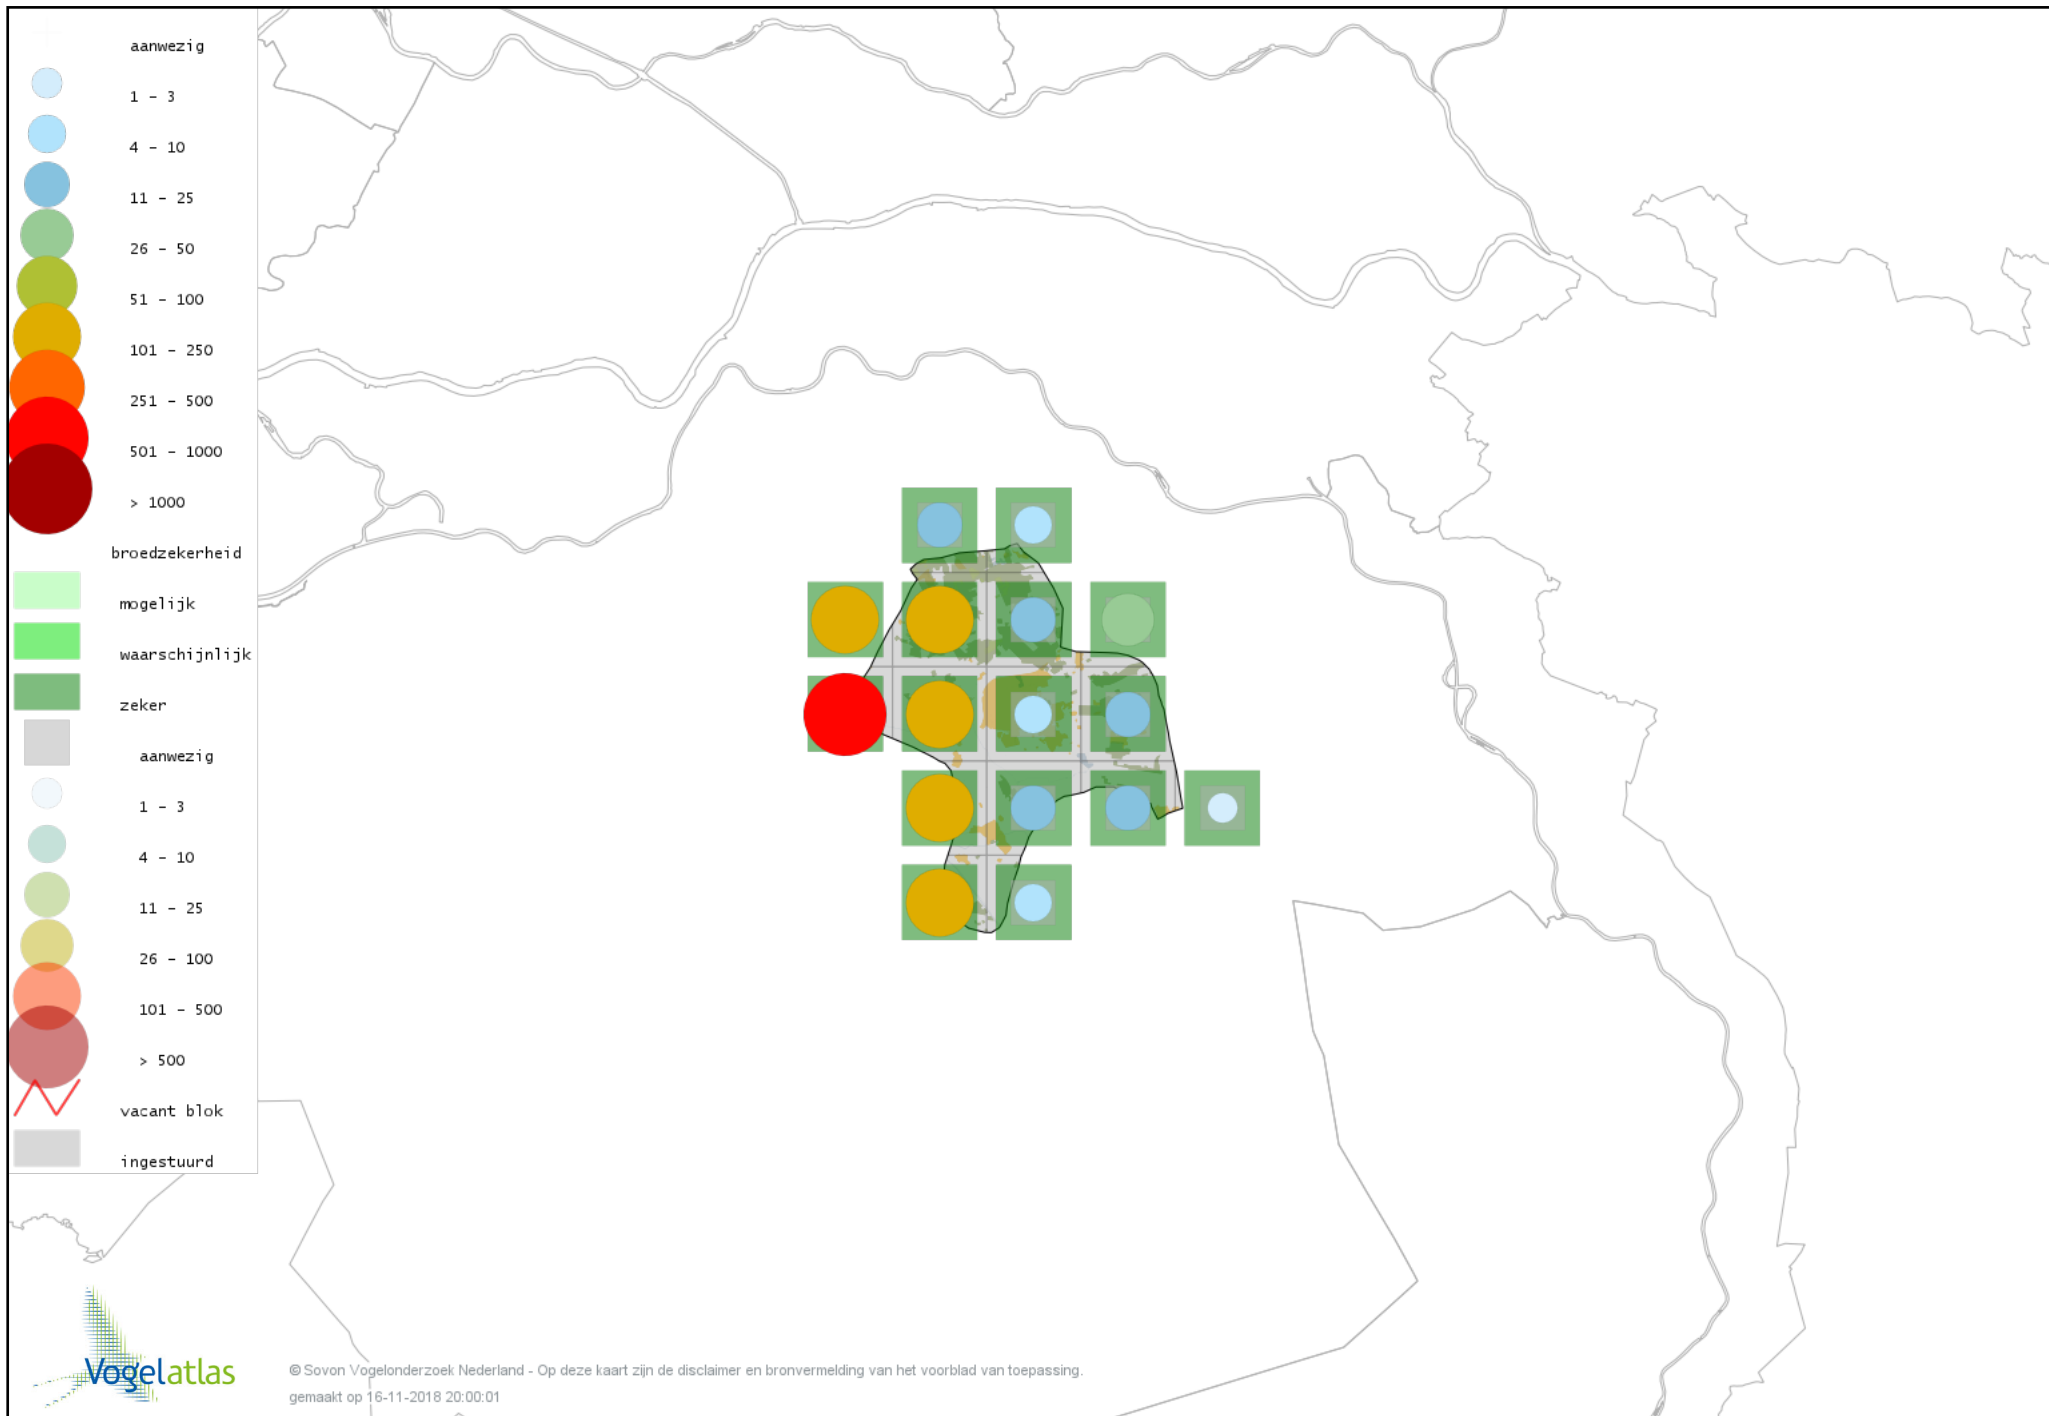 aanwezig
1 - 3
4 - 10
11 - 25
26 - 50
51 - 100
101 - 250
251 - 500
501 - 1000
> 1000
broedzekerheid
mogelijk
waarschijnlijk
zeker
aanwezig
1 - 3
4 - 10
11 - 25
26 - 100
101 - 500
> 500
vacant blok
ingestuurd
Vogelatlas
© Sovon Vogelonderzoek Nederland - Op deze kaart zijn de disclaimer en bronvermelding van het voorblad van toepassing.
gemaakt op 16-11-2018 20:00:01